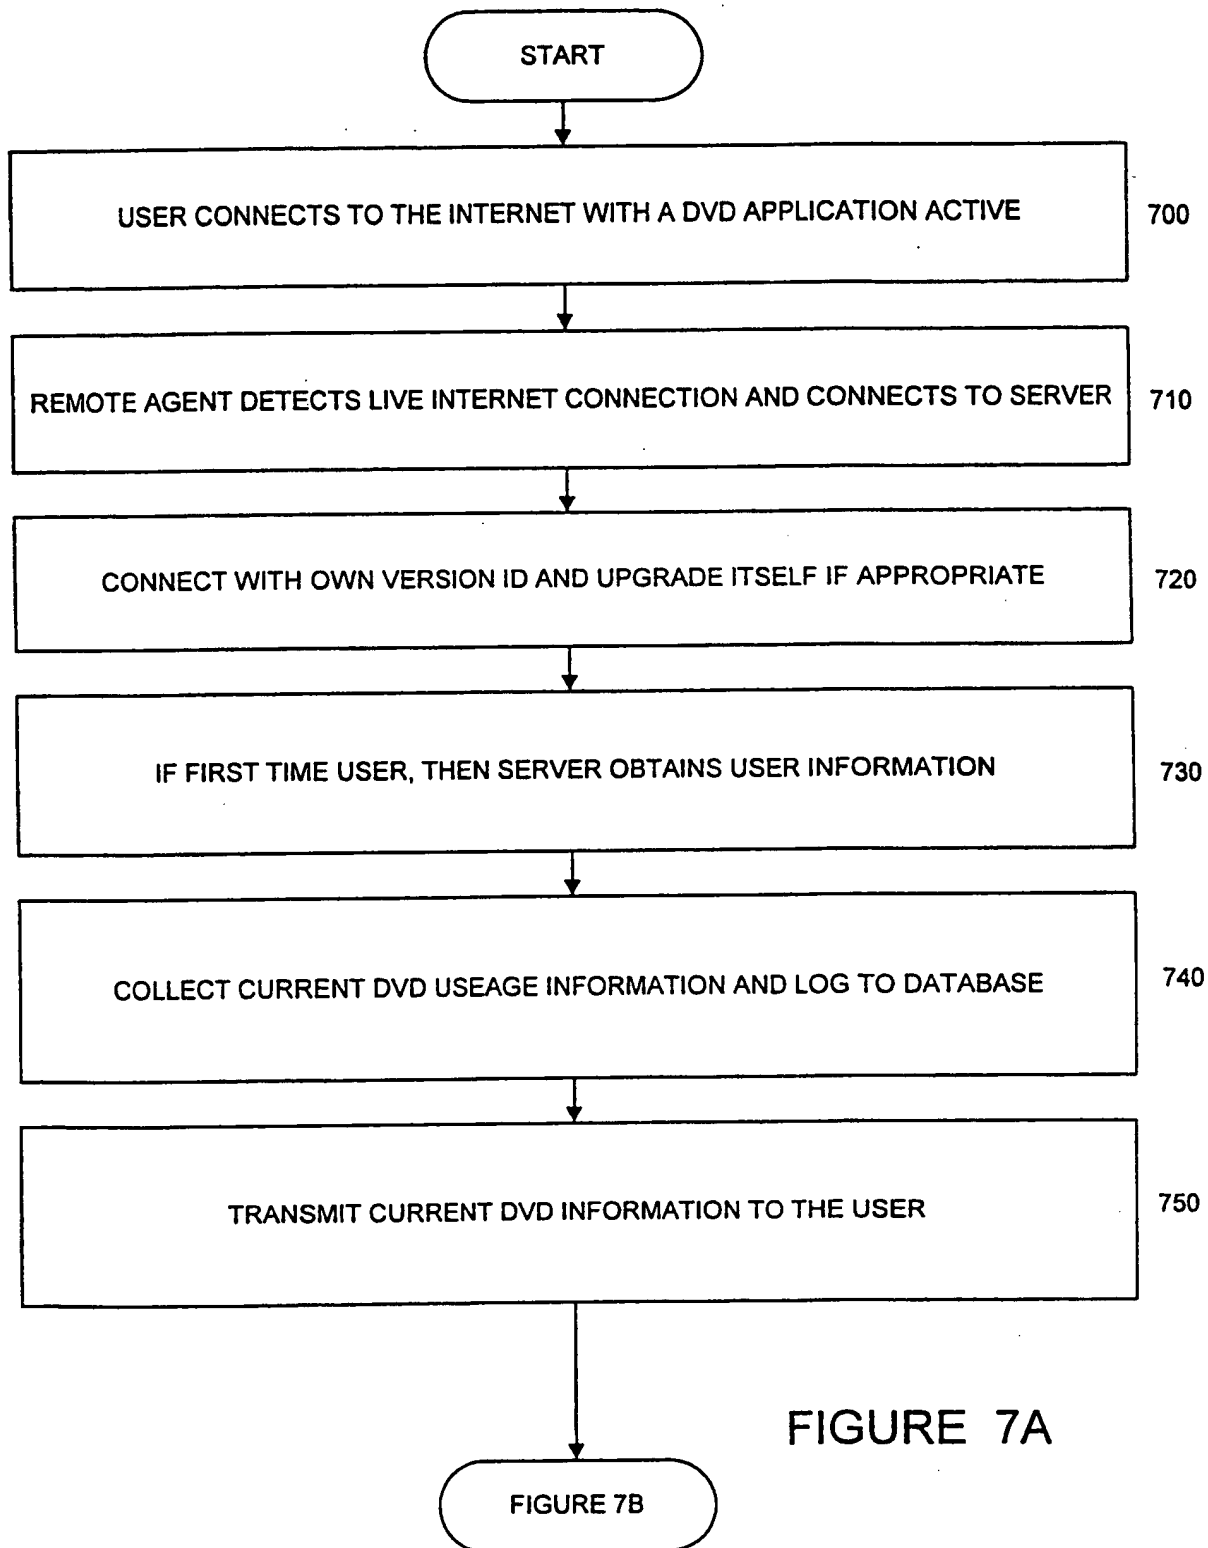 START
USER CONNECTS TO THE INTERNET WITH A DVD APPLICATION ACTIVE
700
REMOTE AGENT DETECTS LIVE INTERNET CONNECTION AND CONNECTS TO SERVER
710
CONNECT WITH OWN VERSION ID AND UPGRADE ITSELF IF APPROPRIATE
720
IF FIRST TIME USER, THEN SERVER OBTAINS USER INFORMATION
730
COLLECT CURRENT DVD USEAGE INFORMATION AND LOG TO DATABASE
740
TRANSMIT CURRENT DVD INFORMATION TO THE USER
750
FIGURE 7A
FIGURE 7B